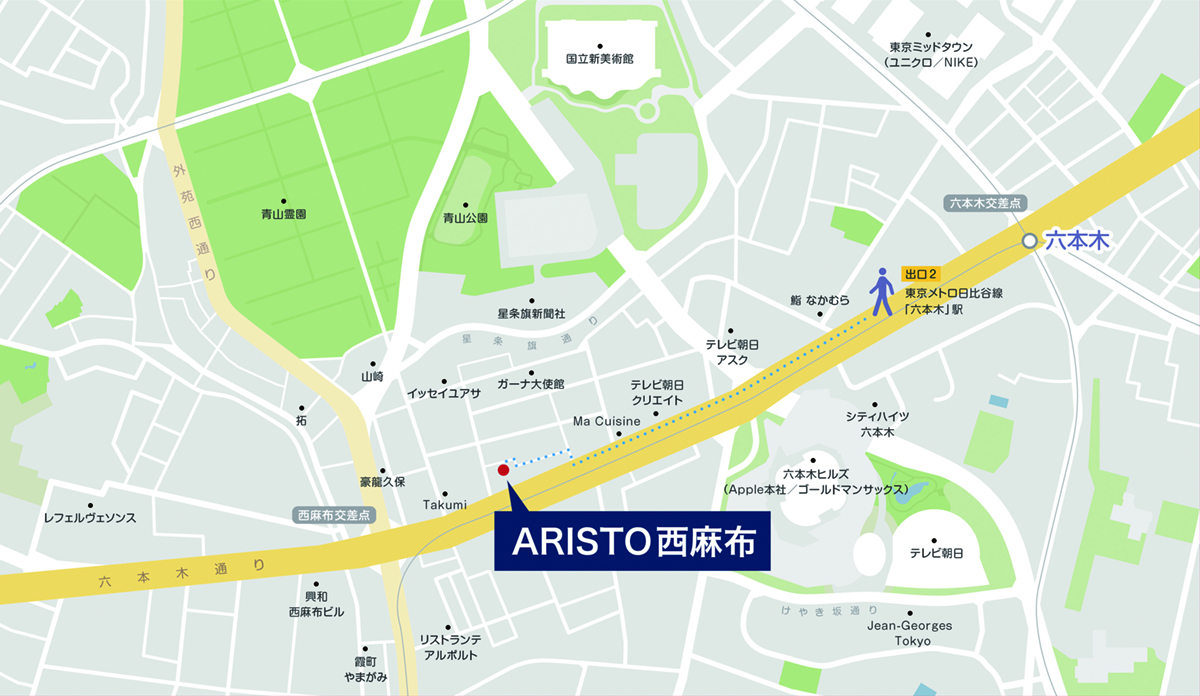 国立新美術館
東京ミッドタウン
(ユニクロ／NIKE)
外苑西通り
青山霊園
青山公園
六本木交差点
六本木
出口2
東京メトロ日比谷線
「六本木」駅
鮨 なかむら
星条旗新聞社
星条旗通り
テレビ朝日
アスク
山崎
イッセイユアサ
ガーナ大使館
テレビ朝日
クリエイト
拓
Ma Cuisine
シティハイツ
六本木
豪龍久保
六本木ヒルズ
(Apple本社／ゴールドマンサックス)
Takumi
レフェルヴェソンス
西麻布交差点
ARISTO西麻布
テレビ朝日
六本木通り
興和
西麻布ビル
けやき坂通り
Jean-Georges
Tokyo
リストランテ
アルポルト
霞町
やまがみ